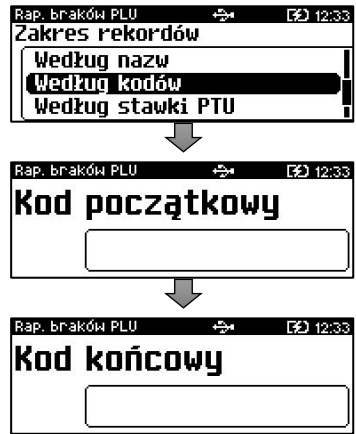 Rap. braków PLU 12:33
Zakres rekordów
Według nazw
Według kodów
Według stawki PTU
Rap. braków PLU 12:33
Kod początkowy
Rap. braków PLU 12:33
Kod końcowy